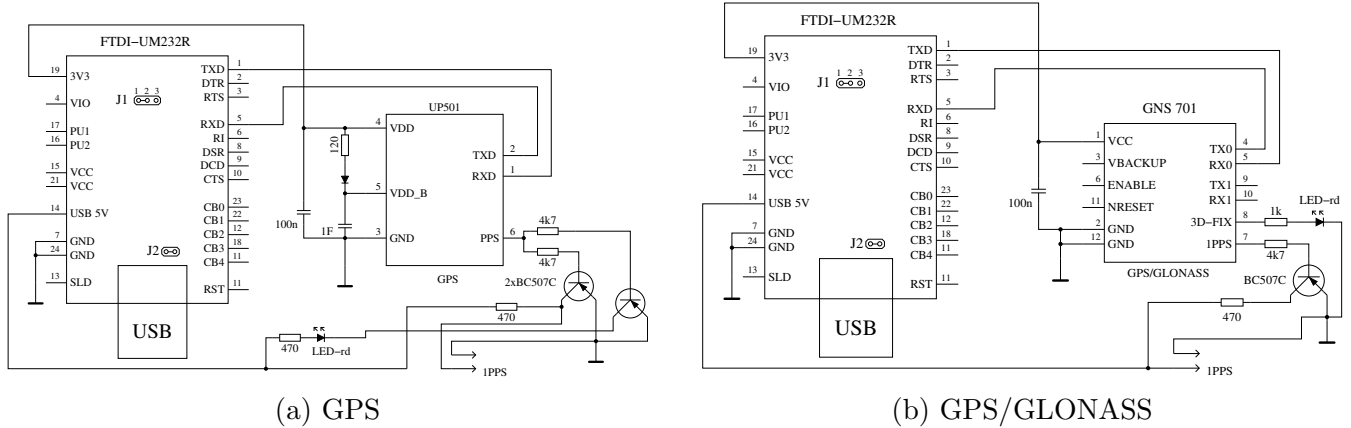 FTDI−UM232R
19 3V3
4 VIO
17 PU1
16 PU2
15 VCC
21 VCC
14 USB 5V
7 GND
24 GND
13 SLD
J1
1 2 3
J2
TXD 1
DTR 2
RTS 3
RXD 5
RI 6
DSR 8
DCD 9
CTS 10
CB0 23
CB1 22
CB2 12
CB3 18
CB4 11
RST 11
USB
100n
120
1F
UP501
4 VDD
5 VDD_B
3 GND
TXD 2
RXD 1
PPS 6
GPS
4k7
4k7
2xBC507C
470
470
LED−rd
1PPS
(a) GPS
FTDI−UM232R
19 3V3
4 VIO
17 PU1
16 PU2
15 VCC
21 VCC
14 USB 5V
7 GND
24 GND
13 SLD
J1
1 2 3
J2
TXD 1
DTR 2
RTS 3
RXD 5
RI 6
DSR 8
DCD 9
CTS 10
CB0 23
CB1 22
CB2 12
CB3 18
CB4 11
RST 11
USB
100n
GNS 701
1 VCC
3 VBACKUP
6 ENABLE
11 NRESET
2 GND
12 GND
TX0 4
RX0 5
TX1 9
RX1 10
3D−FIX 8
1PPS 7
GPS/GLONASS
1k
LED−rd
4k7
BC507C
470
1PPS
(b) GPS/GLONASS